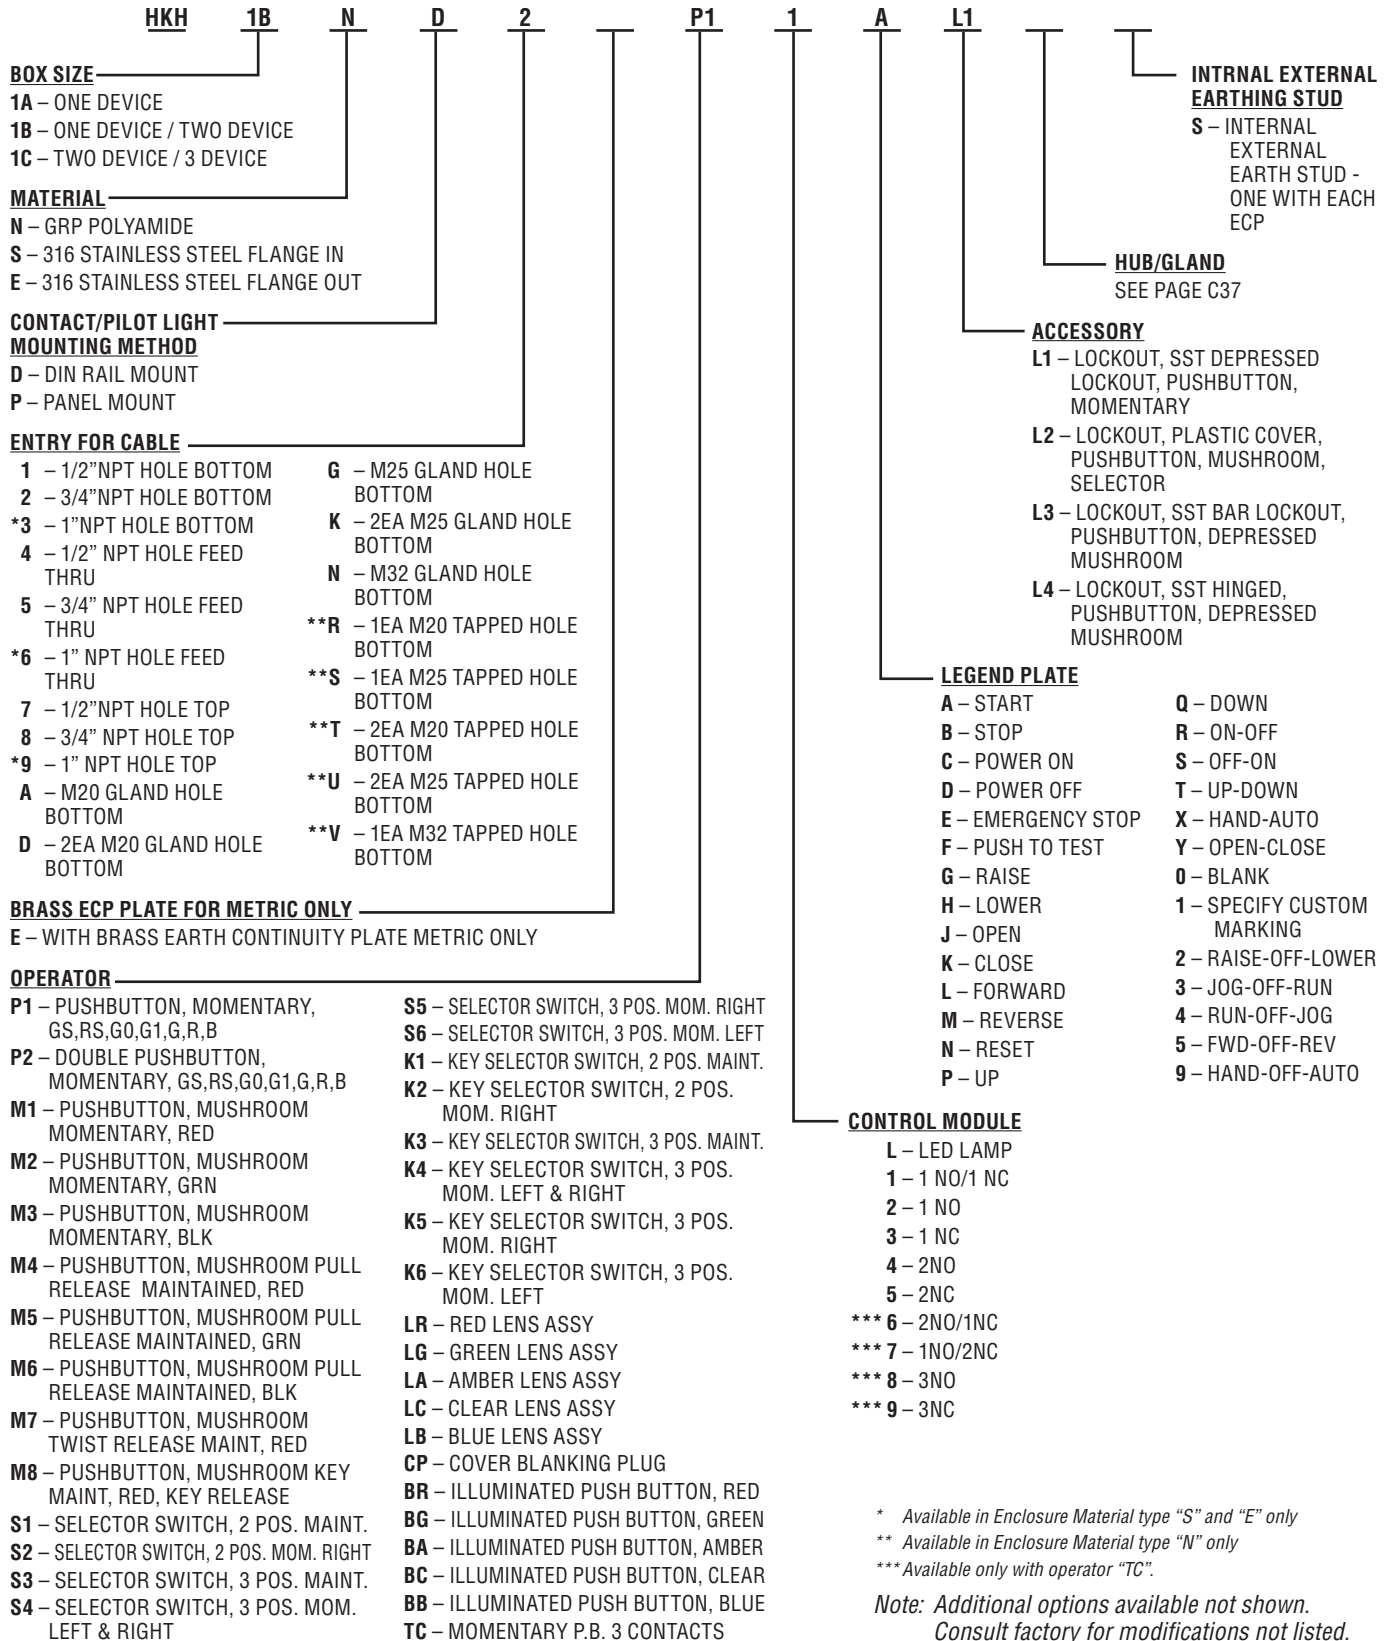 HKH 1B N D 2 P1 1 A L1
BOX SIZE
1A – ONE DEVICE
1B – ONE DEVICE / TWO DEVICE
1C – TWO DEVICE / 3 DEVICE
MATERIAL
N – GRP POLYAMIDE
S – 316 STAINLESS STEEL FLANGE IN
E – 316 STAINLESS STEEL FLANGE OUT
CONTACT/PILOT LIGHT
MOUNTING METHOD
D – DIN RAIL MOUNT
P – PANEL MOUNT
ENTRY FOR CABLE
1 – 1/2”NPT HOLE BOTTOM
2 – 3/4”NPT HOLE BOTTOM
*3 – 1”NPT HOLE BOTTOM
4 – 1/2” NPT HOLE FEED
THRU
5 – 3/4” NPT HOLE FEED
THRU
*6 – 1” NPT HOLE FEED
THRU
7 – 1/2”NPT HOLE TOP
8 – 3/4” NPT HOLE TOP
*9 – 1” NPT HOLE TOP
A – M20 GLAND HOLE
BOTTOM
D – 2EA M20 GLAND HOLE
BOTTOM
G – M25 GLAND HOLE
BOTTOM
K – 2EA M25 GLAND HOLE
BOTTOM
N – M32 GLAND HOLE
BOTTOM
**R – 1EA M20 TAPPED HOLE
BOTTOM
**S – 1EA M25 TAPPED HOLE
BOTTOM
**T – 2EA M20 TAPPED HOLE
BOTTOM
**U – 2EA M25 TAPPED HOLE
BOTTOM
**V – 1EA M32 TAPPED HOLE
BOTTOM
BRASS ECP PLATE FOR METRIC ONLY
E – WITH BRASS EARTH CONTINUITY PLATE METRIC ONLY
OPERATOR
P1 – PUSHBUTTON, MOMENTARY,
GS,RS,G0,G1,G,R,B
P2 – DOUBLE PUSHBUTTON,
MOMENTARY, GS,RS,G0,G1,G,R,B
M1 – PUSHBUTTON, MUSHROOM
MOMENTARY, RED
M2 – PUSHBUTTON, MUSHROOM
MOMENTARY, GRN
M3 – PUSHBUTTON, MUSHROOM
MOMENTARY, BLK
M4 – PUSHBUTTON, MUSHROOM PULL
RELEASE MAINTAINED, RED
M5 – PUSHBUTTON, MUSHROOM PULL
RELEASE MAINTAINED, GRN
M6 – PUSHBUTTON, MUSHROOM PULL
RELEASE MAINTAINED, BLK
M7 – PUSHBUTTON, MUSHROOM
TWIST RELEASE MAINT, RED
M8 – PUSHBUTTON, MUSHROOM KEY
MAINT, RED, KEY RELEASE
S1 – SELECTOR SWITCH, 2 POS. MAINT.
S2 – SELECTOR SWITCH, 2 POS. MOM. RIGHT
S3 – SELECTOR SWITCH, 3 POS. MAINT.
S4 – SELECTOR SWITCH, 3 POS. MOM.
LEFT & RIGHT
S5 – SELECTOR SWITCH, 3 POS. MOM. RIGHT
S6 – SELECTOR SWITCH, 3 POS. MOM. LEFT
K1 – KEY SELECTOR SWITCH, 2 POS. MAINT.
K2 – KEY SELECTOR SWITCH, 2 POS.
MOM. RIGHT
K3 – KEY SELECTOR SWITCH, 3 POS. MAINT.
K4 – KEY SELECTOR SWITCH, 3 POS.
MOM. LEFT & RIGHT
K5 – KEY SELECTOR SWITCH, 3 POS.
MOM. RIGHT
K6 – KEY SELECTOR SWITCH, 3 POS.
MOM. LEFT
LR – RED LENS ASSY
LG – GREEN LENS ASSY
LA – AMBER LENS ASSY
LC – CLEAR LENS ASSY
LB – BLUE LENS ASSY
CP – COVER BLANKING PLUG
BR – ILLUMINATED PUSH BUTTON, RED
BG – ILLUMINATED PUSH BUTTON, GREEN
BA – ILLUMINATED PUSH BUTTON, AMBER
BC – ILLUMINATED PUSH BUTTON, CLEAR
BB – ILLUMINATED PUSH BUTTON, BLUE
TC – MOMENTARY P.B. 3 CONTACTS
INTRNAL EXTERNAL
EARTHING STUD
S – INTERNAL
EXTERNAL
EARTH STUD -
ONE WITH EACH
ECP
HUB/GLAND
SEE PAGE C37
ACCESSORY
L1 – LOCKOUT, SST DEPRESSED
LOCKOUT, PUSHBUTTON,
MOMENTARY
L2 – LOCKOUT, PLASTIC COVER,
PUSHBUTTON, MUSHROOM,
SELECTOR
L3 – LOCKOUT, SST BAR LOCKOUT,
PUSHBUTTON, DEPRESSED
MUSHROOM
L4 – LOCKOUT, SST HINGED,
PUSHBUTTON, DEPRESSED
MUSHROOM
LEGEND PLATE
A – START
B – STOP
C – POWER ON
D – POWER OFF
E – EMERGENCY STOP
F – PUSH TO TEST
G – RAISE
H – LOWER
J – OPEN
K – CLOSE
L – FORWARD
M – REVERSE
N – RESET
P – UP
Q – DOWN
R – ON-OFF
S – OFF-ON
T – UP-DOWN
X – HAND-AUTO
Y – OPEN-CLOSE
0 – BLANK
1 – SPECIFY CUSTOM
MARKING
2 – RAISE-OFF-LOWER
3 – JOG-OFF-RUN
4 – RUN-OFF-JOG
5 – FWD-OFF-REV
9 – HAND-OFF-AUTO
CONTROL MODULE
L – LED LAMP
1 – 1 NO/1 NC
2 – 1 NO
3 – 1 NC
4 – 2NO
5 – 2NC
*** 6 – 2NO/1NC
*** 7 – 1NO/2NC
*** 8 – 3NO
*** 9 – 3NC
* Available in Enclosure Material type “S” and “E” only
** Available in Enclosure Material type “N” only
*** Available only with operator “TC”.
Note: Additional options available not shown.
Consult factory for modifications not listed.